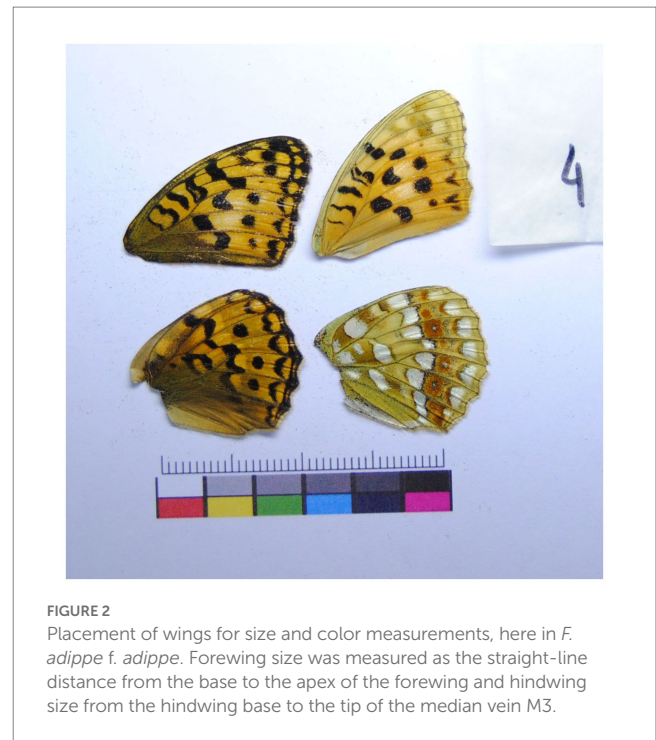 4
FIGURE 2
Placement of wings for size and color measurements, here in F.
adippe f. adippe. Forewing size was measured as the straight-line
distance from the base to the apex of the forewing and hindwing
size from the hindwing base to the tip of the median vein M3.